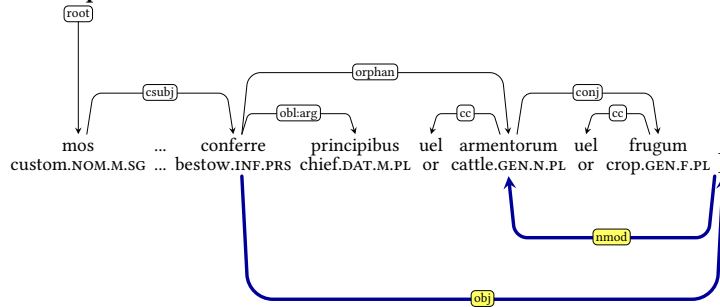 root
orphan
csubj conj
obl:arg cc cc
mos ... conferre principibus uel armentorum uel frugum
custom.NOM.M.SG ... bestow.INF.PRS chief.DAT.M.PL or cattle.GEN.N.PL or crop.GEN.F.PL
nmod
obj